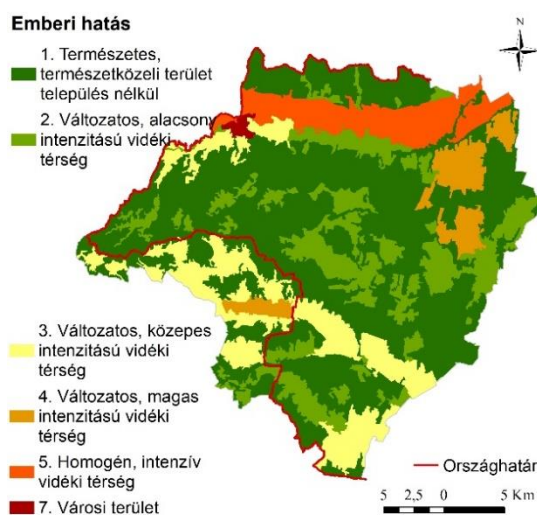 Emberi hatás
1. Természetes,
természetközeli terület
település nélkül
2. Változatos, alacsony
intenzitású vidéki
térség
3. Változatos, közepes
intenzitású vidéki
térség
4. Változatos, magas
intenzitású vidéki
térség
5. Homogén, intenzív
vidéki térség
7. Városi terület
N
Országhatár
5 2,5 0 5 Km